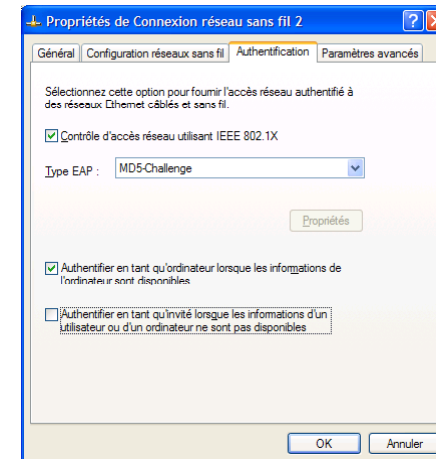 Propriétés de Connexion réseau sans fil 2
Général Configuration réseaux sans fil Authentification Paramètres avancés
Sélectionnez cette option pour fournir l'accès réseau authentifié à
des réseaux Ethernet câblés et sans fil.
Contrôle d'accès réseau utilisant IEEE 802.1X
Type EAP : MD5-Challenge
Propriétés
Authentifier en tant qu'ordinateur lorsque les informations de
l'ordinateur sont disponibles
Authentifier en tant qu'invité lorsque les informations d'un
utilisateur ou d'un ordinateur ne sont pas disponibles
OK Annuler